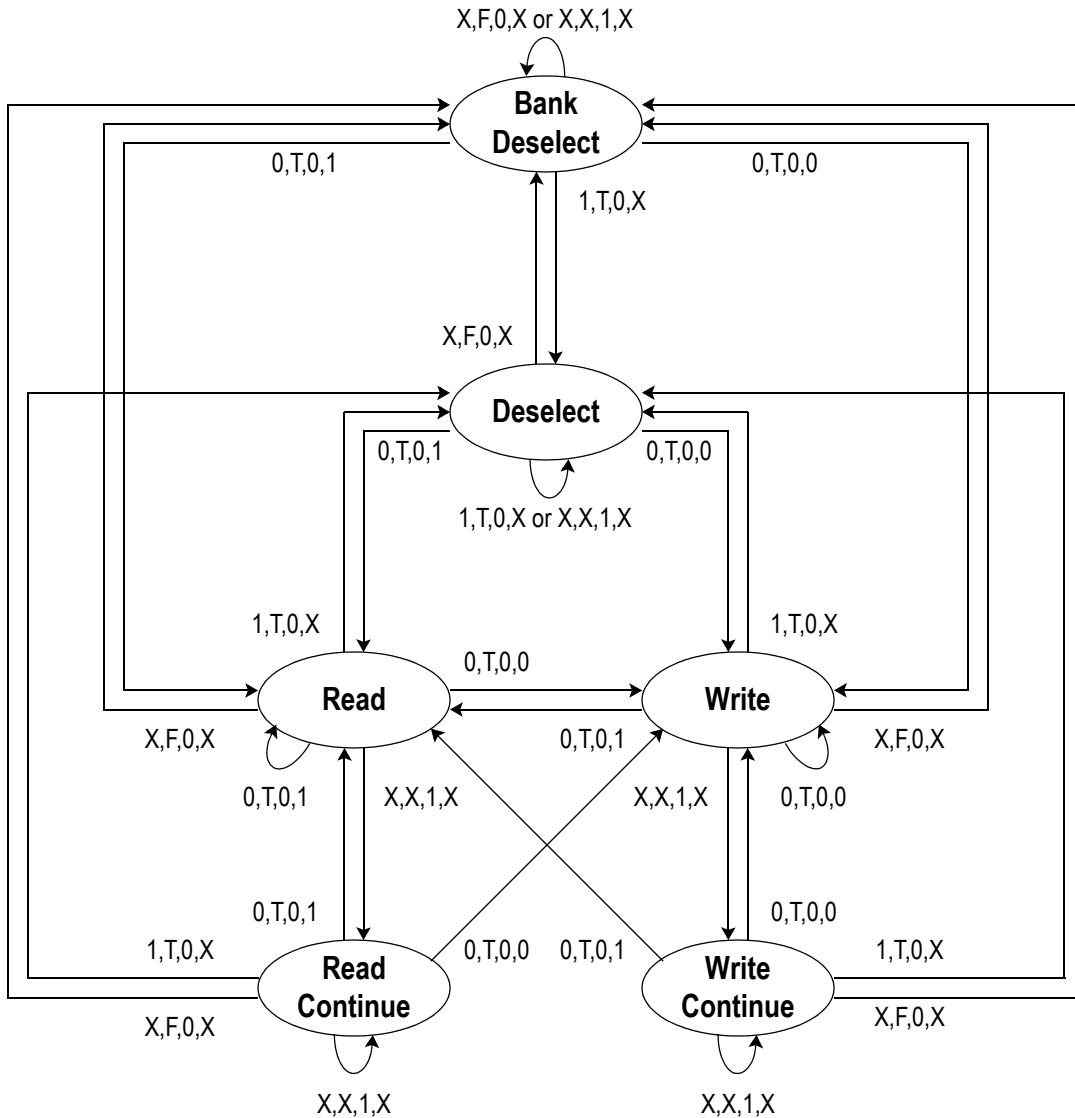 X,F,0,X or X,X,1,X
Bank
Deselect
0,T,0,1
0,T,0,0
1,T,0,X
X,F,0,X
Deselect
0,T,0,1
0,T,0,0
1,T,0,X or X,X,1,X
1,T,0,X
1,T,0,X
0,T,0,0
Read
Write
X,F,0,X
0,T,0,1
X,F,0,X
0,T,0,1
X,X,1,X
X,X,1,X
0,T,0,0
0,T,0,1
0,T,0,0
1,T,0,X
0,T,0,0
0,T,0,1
1,T,0,X
Read
Continue
Write
Continue
X,F,0,X
X,F,0,X
X,X,1,X
X,X,1,X